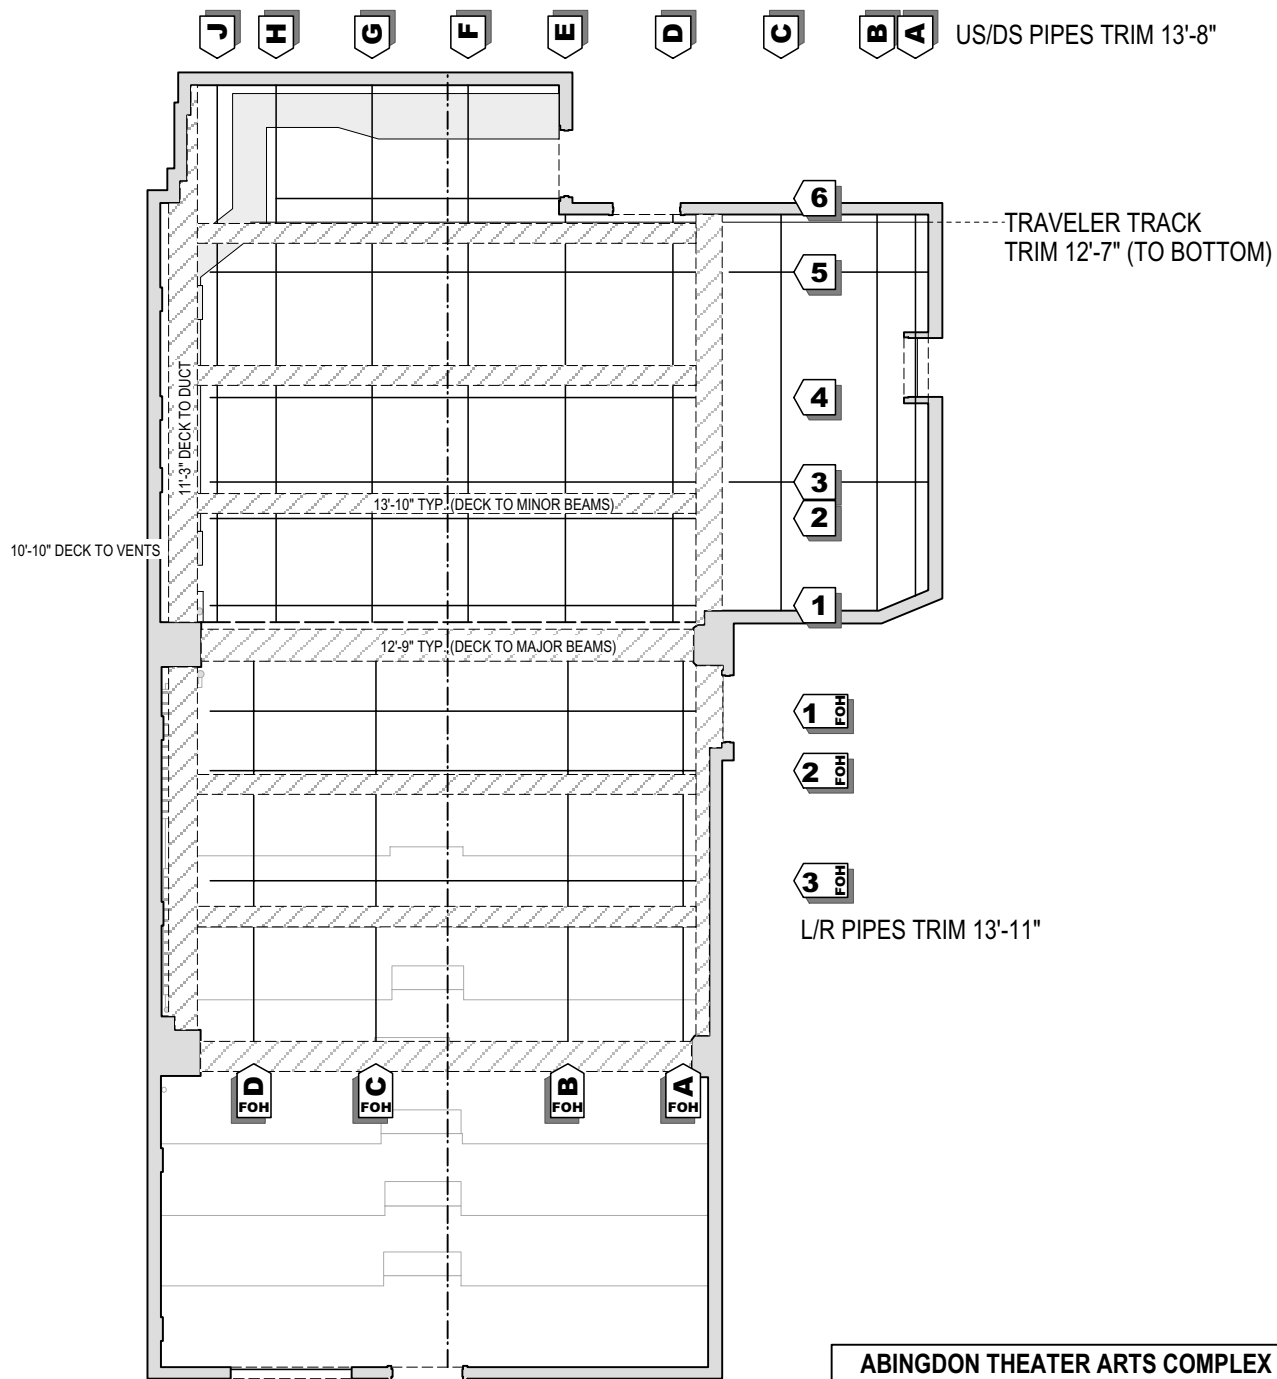 J H G F E D C B A US/DS PIPES TRIM 13'-8"
6
TRAVELER TRACK
TRIM 12'-7" (TO BOTTOM)
5
11'-3" DECK TO DUCT
4
3
13'-10" TYP. (DECK TO MINOR BEAMS)
2
10'-10" DECK TO VENTS
1
12'-9" TYP. (DECK TO MAJOR BEAMS)
1 FOH
2 FOH
3 FOH
L/R PIPES TRIM 13'-11"
D FOH
C FOH
B FOH
A FOH
ABINGDON THEATER ARTS COMPLEX